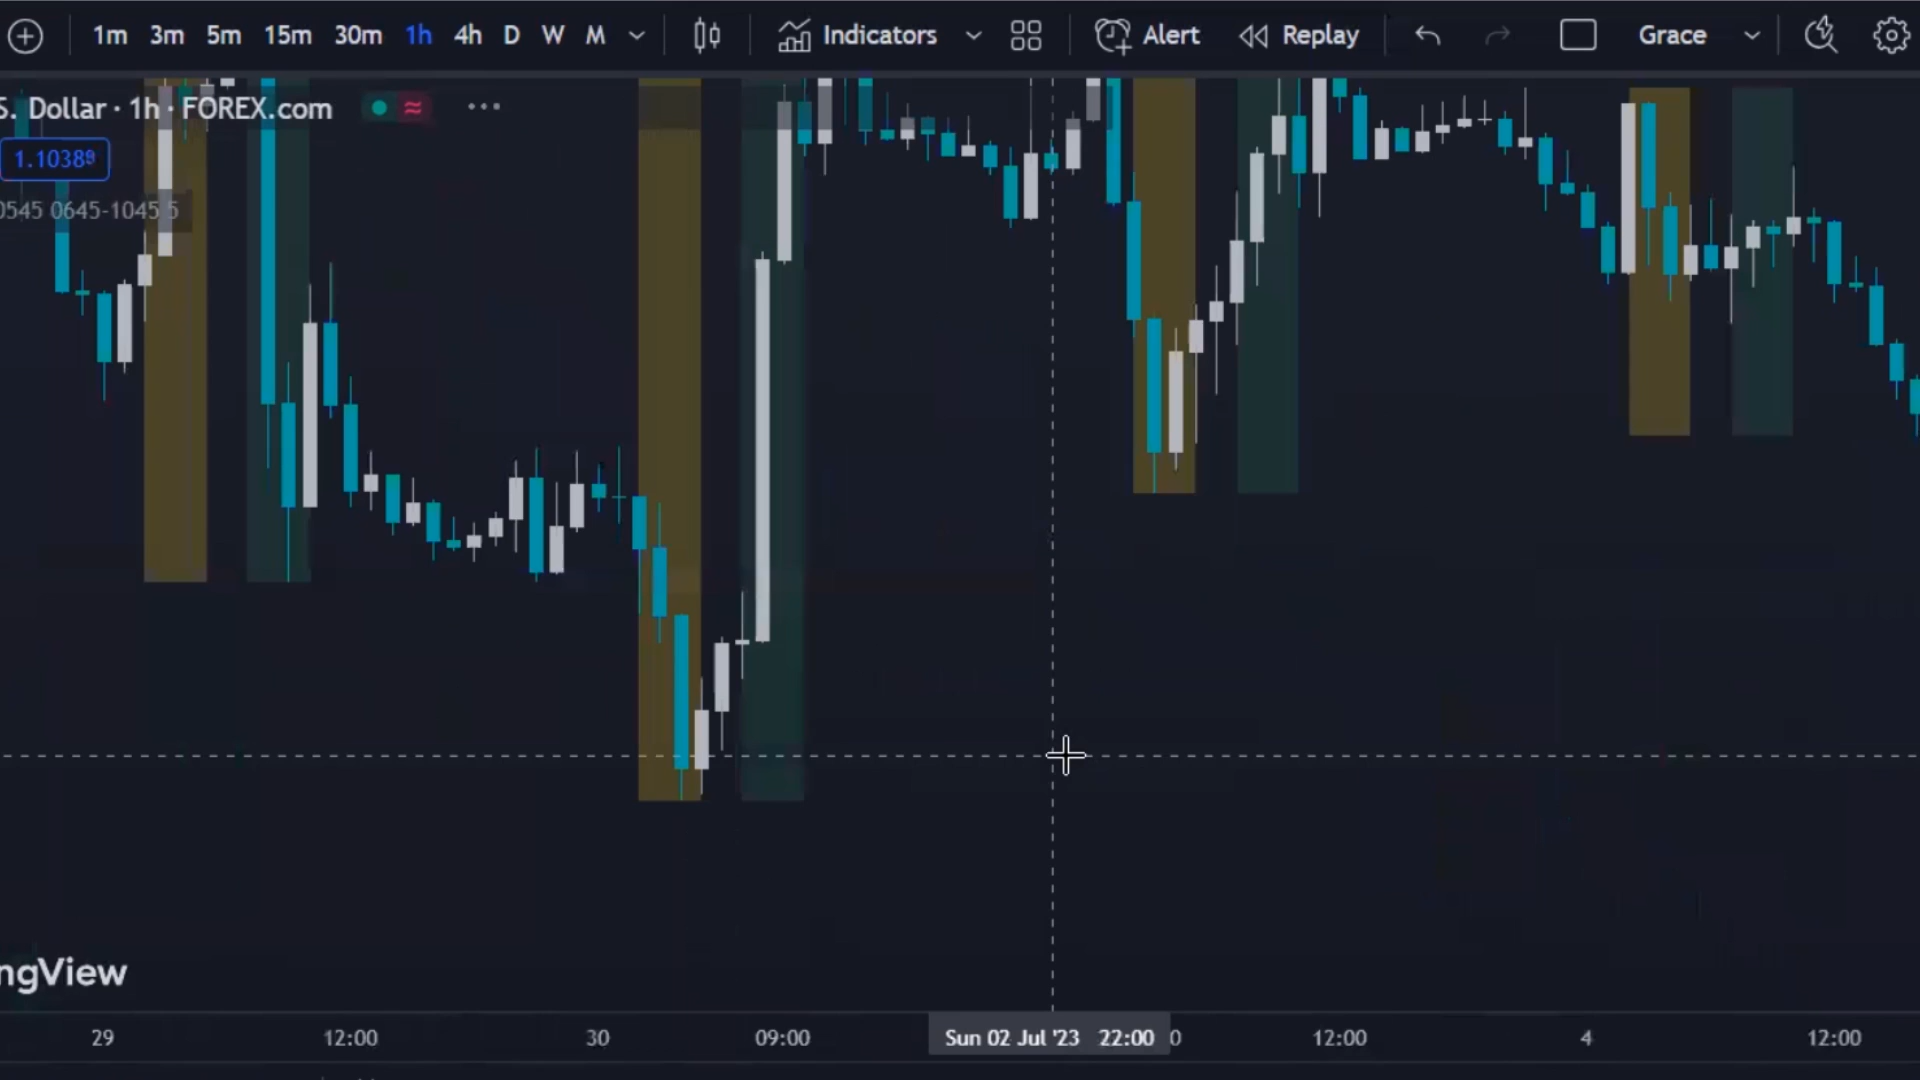 1m 3m 5m 15m 30m 1h 4h D W M Indicators Alert Replay Grace
S. Dollar · 1h · FOREX.com
1.10389
0545 0645-1045 5
ngView
29 12:00 30 09:00 Sun 02 Jul '23 22:00 0 12:00 4 12:00